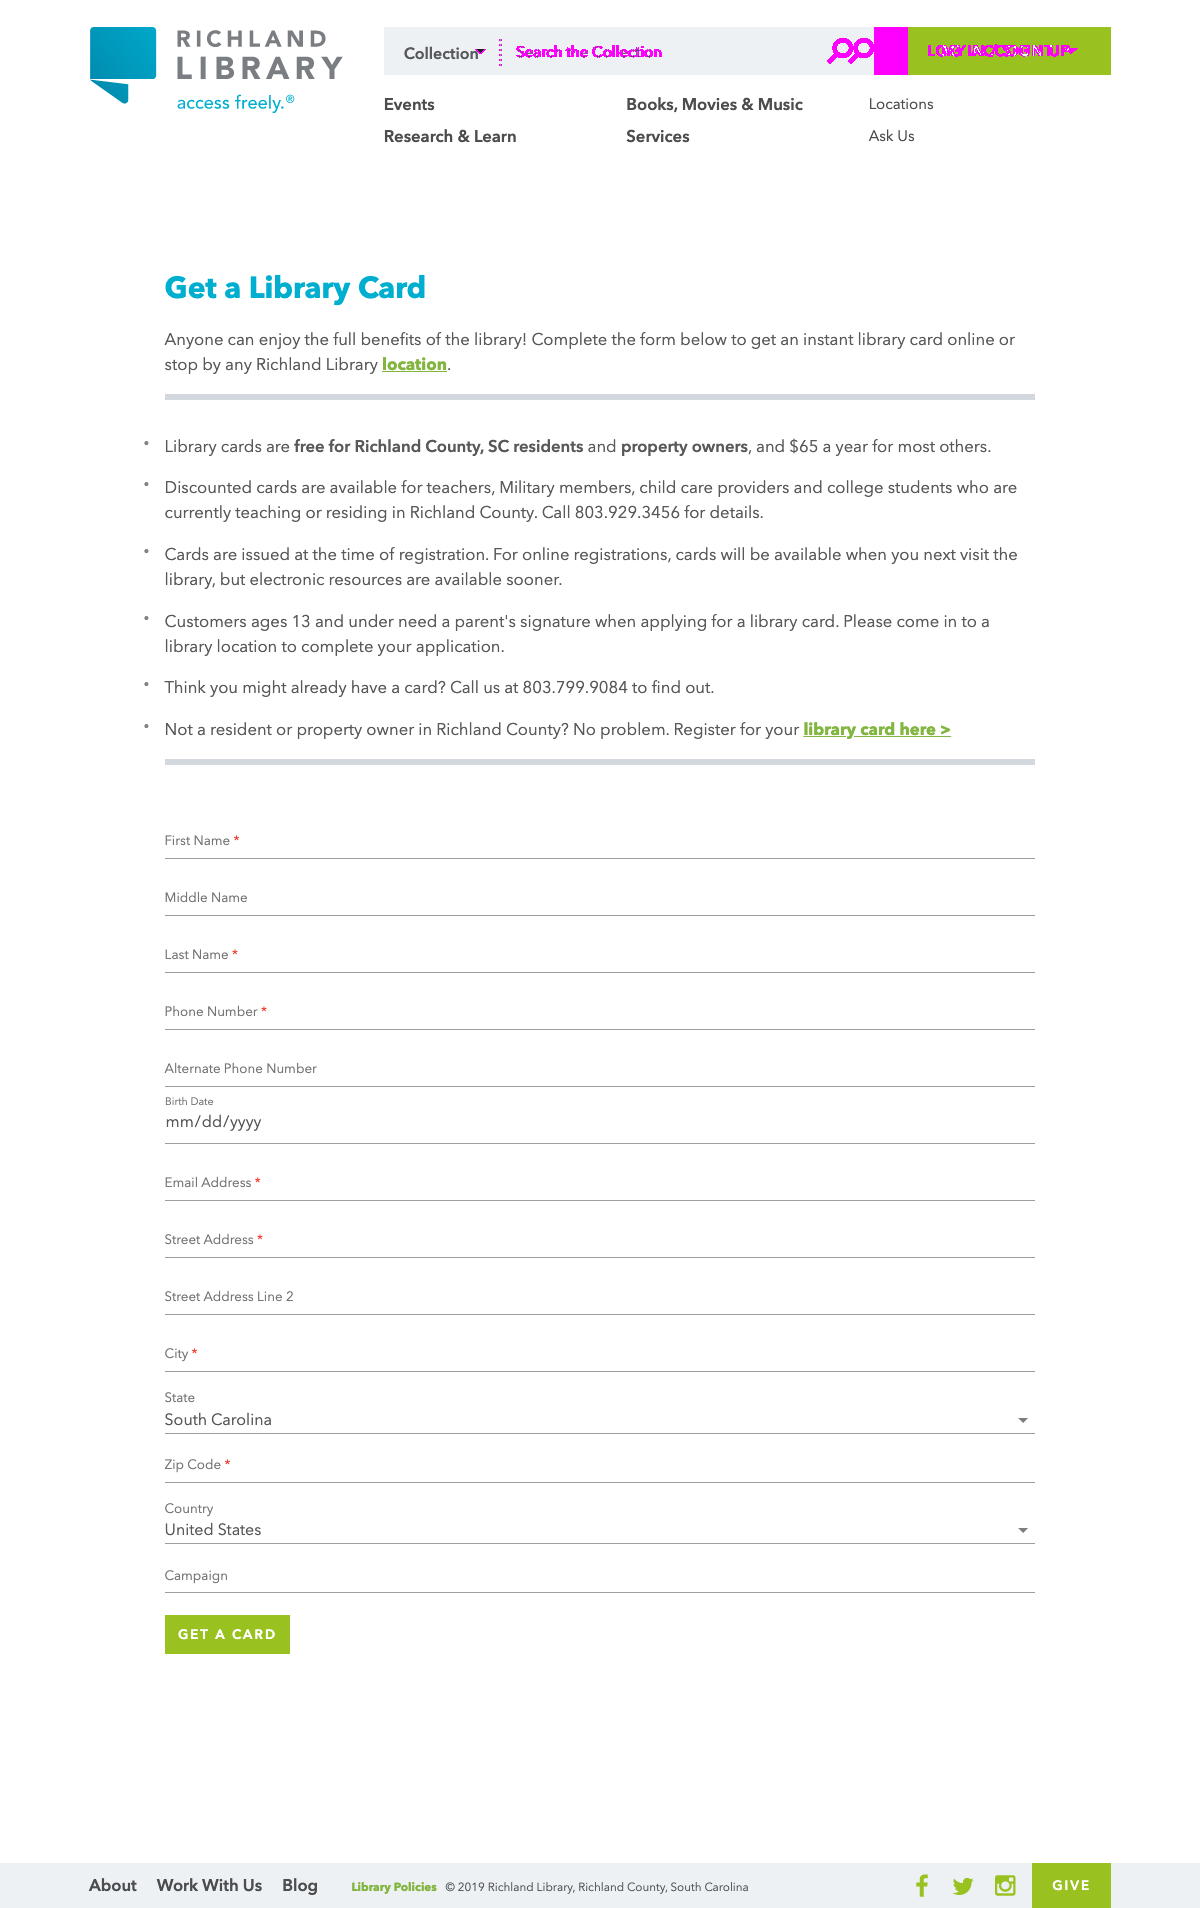 RICHLAND
LIBRARY
access freely.®
Collection
Search the Collection
Events
Books, Movies & Music
Locations
Research & Learn
Services
Ask Us
Get a Library Card
Anyone can enjoy the full benefits of the library! Complete the form below to get an instant library card online or
stop by any Richland Library location.
• Library cards are free for Richland County, SC residents and property owners, and $65 a year for most others.
• Discounted cards are available for teachers, Military members, child care providers and college students who are
currently teaching or residing in Richland County. Call 803.929.3456 for details.
• Cards are issued at the time of registration. For online registrations, cards will be available when you next visit the
library, but electronic resources are available sooner.
• Customers ages 13 and under need a parent's signature when applying for a library card. Please come in to a
library location to complete your application.
• Think you might already have a card? Call us at 803.799.9084 to find out.
• Not a resident or property owner in Richland County? No problem. Register for your library card here >
First Name *
Middle Name
Last Name *
Phone Number *
Alternate Phone Number
Birth Date
mm/dd/yyyy
Email Address *
Street Address *
Street Address Line 2
City *
State
South Carolina
Zip Code *
Country
United States
Campaign
GET A CARD
About Work With Us Blog Library Policies © 2019 Richland Library, Richland County, South Carolina
GIVE